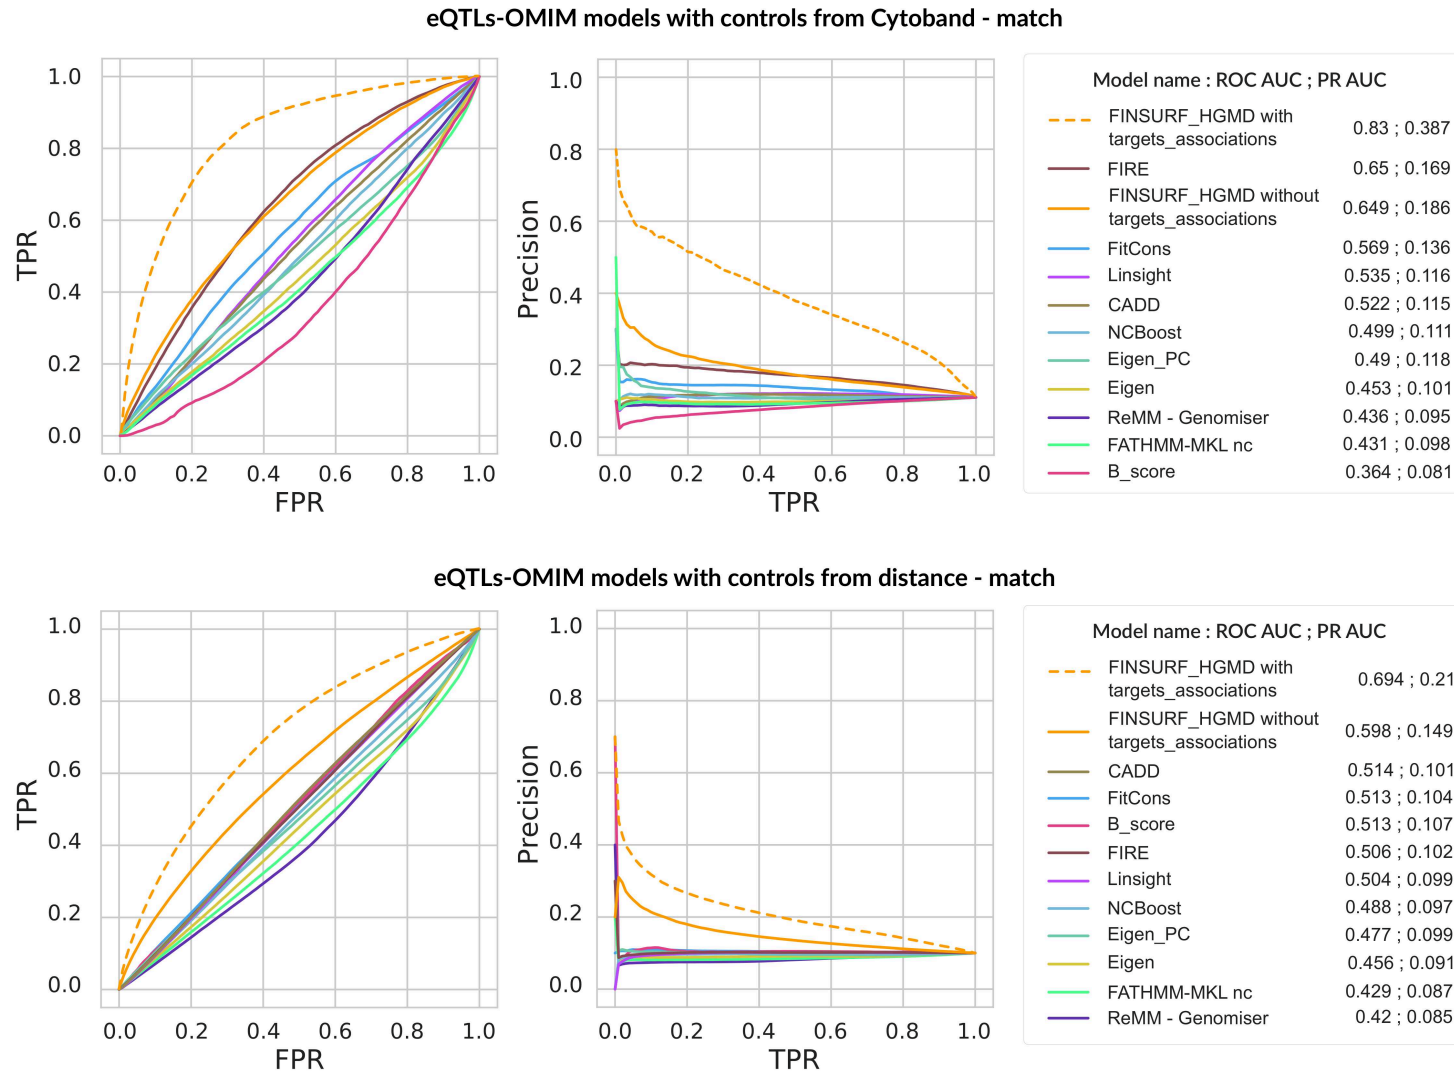 eQTLs-OMIM models with controls from Cytoband - match
1.0
0.8
0.6
0.4
0.2
0.0
TPR
0.0 0.2 0.4 0.6 0.8 1.0
FPR
1.0
0.8
0.6
0.4
0.2
0.0
Precision
0.0 0.2 0.4 0.6 0.8 1.0
TPR
Model name : ROC AUC ; PR AUC
FINSURF_HGMD with
targets_associations 0.83 ; 0.387
FIRE 0.65 ; 0.169
FINSURF_HGMD without
targets_associations 0.649 ; 0.186
FitCons 0.569 ; 0.136
Linsight 0.535 ; 0.116
CADD 0.522 ; 0.115
NCBoost 0.499 ; 0.111
Eigen_PC 0.49 ; 0.118
Eigen 0.453 ; 0.101
ReMM - Genomiser 0.436 ; 0.095
FATHMM-MKL nc 0.431 ; 0.098
B_score 0.364 ; 0.081
eQTLs-OMIM models with controls from distance - match
1.0
0.8
0.6
0.4
0.2
0.0
TPR
0.0 0.2 0.4 0.6 0.8 1.0
FPR
1.0
0.8
0.6
0.4
0.2
0.0
Precision
0.0 0.2 0.4 0.6 0.8 1.0
TPR
Model name : ROC AUC ; PR AUC
FINSURF_HGMD with
targets_associations 0.694 ; 0.21
FINSURF_HGMD without
targets_associations 0.598 ; 0.149
CADD 0.514 ; 0.101
FitCons 0.513 ; 0.104
B_score 0.513 ; 0.107
FIRE 0.506 ; 0.102
Linsight 0.504 ; 0.099
NCBoost 0.488 ; 0.097
Eigen_PC 0.477 ; 0.099
Eigen 0.456 ; 0.091
FATHMM-MKL nc 0.429 ; 0.087
ReMM - Genomiser 0.42 ; 0.085